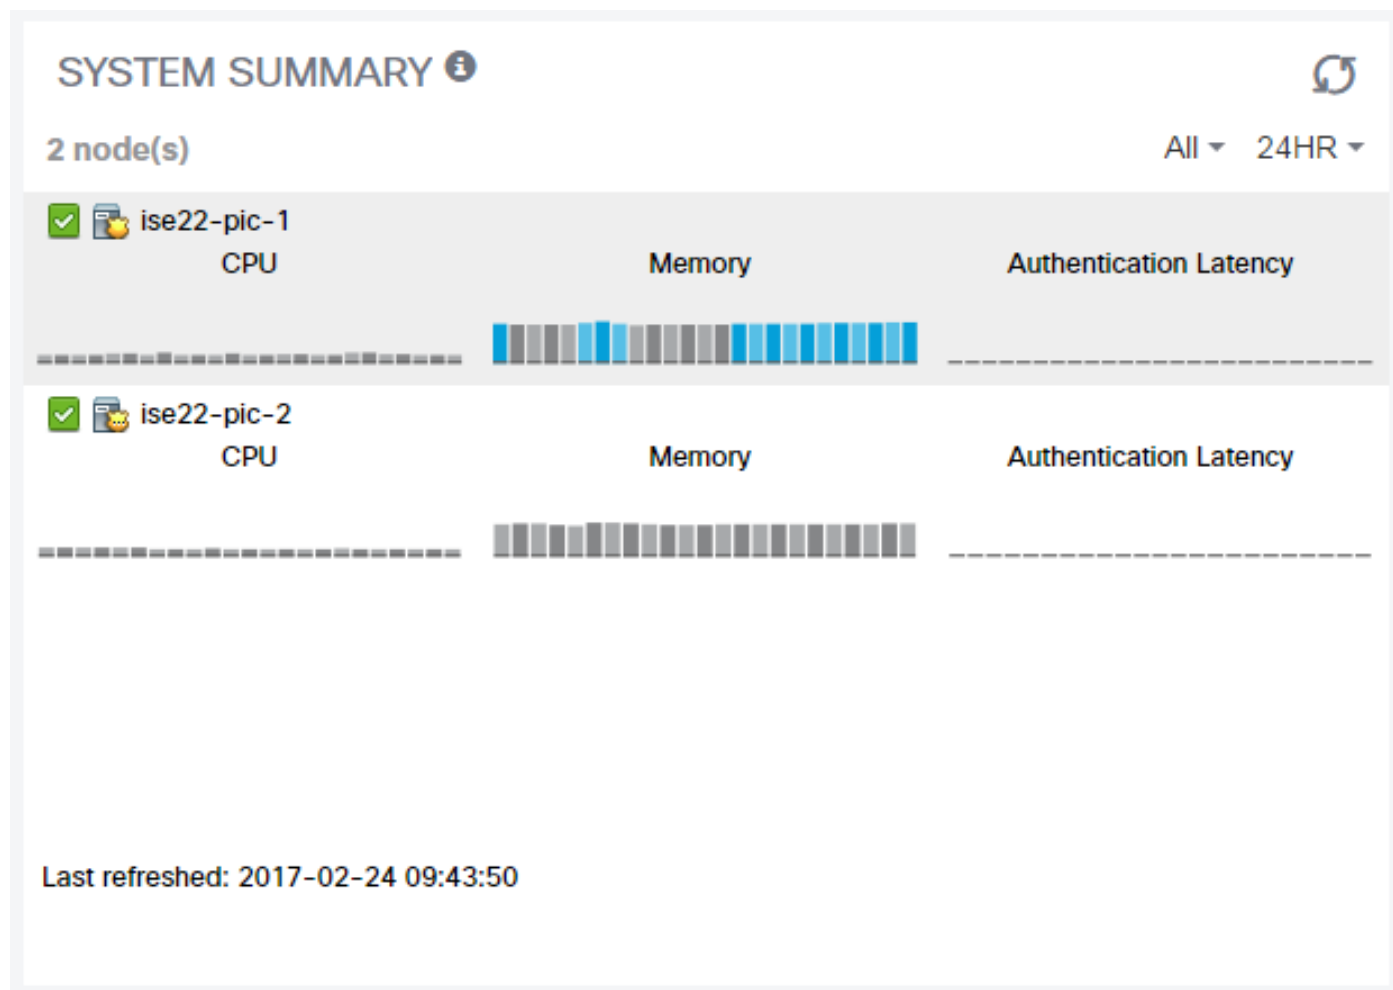 SYSTEM SUMMARY
2 node(s) All 24HR
ise22-pic-1
CPU Memory Authentication Latency
ise22-pic-2
CPU Memory Authentication Latency
Last refreshed: 2017-02-24 09:43:50